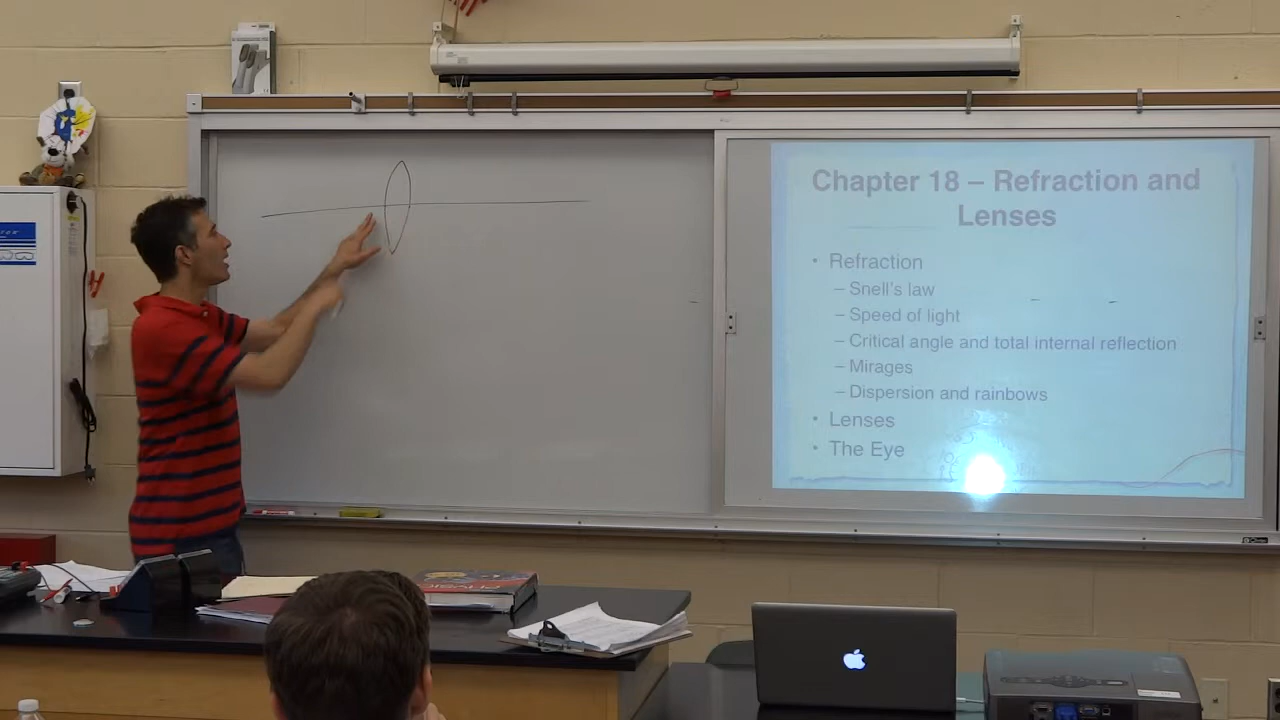 Chapter 18 – Refraction and
Lenses
• Refraction
– Snell's law
– Speed of light
– Critical angle and total internal reflection
– Mirages
– Dispersion and rainbows
• Lenses
• The Eye
PHYSICS